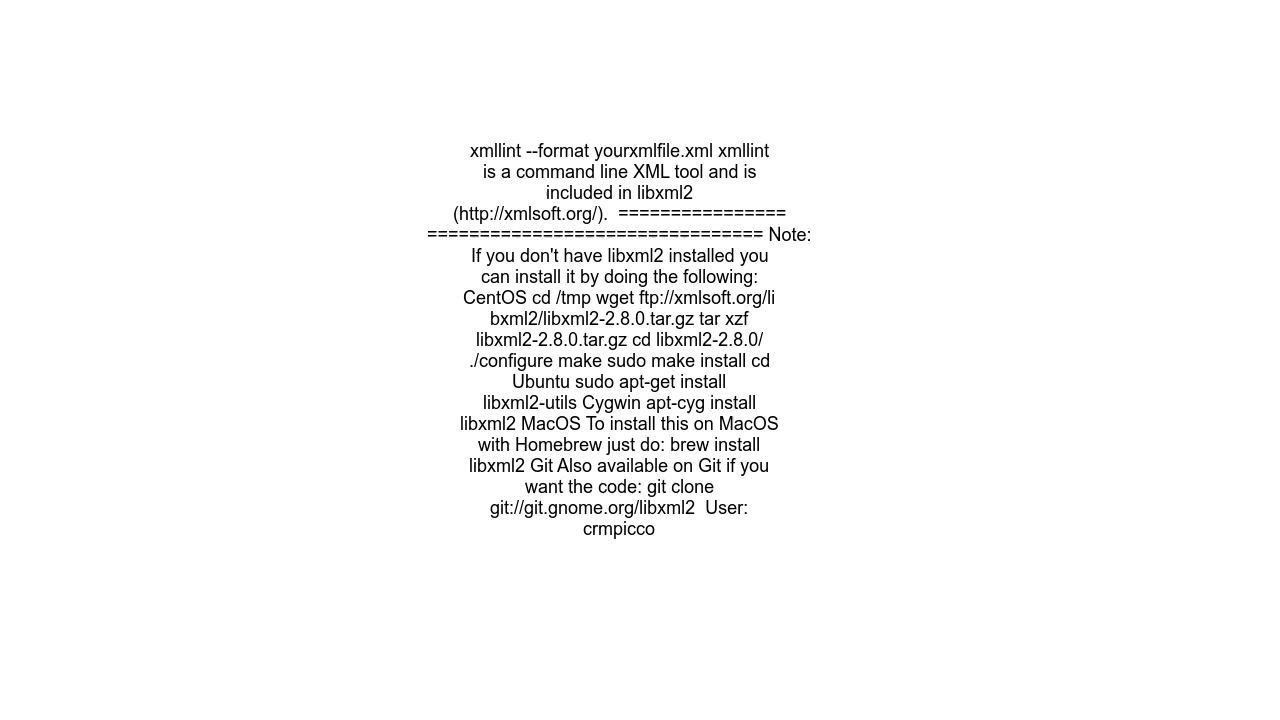 xmllint --format yourxmlfile.xml xmllint
is a command line XML tool and is
included in libxml2
(http://xmlsoft.org/).  ================
================================ Note:
If you don't have libxml2 installed you
can install it by doing the following:
CentOS cd /tmp wget ftp://xmlsoft.org/li
bxml2/libxml2-2.8.0.tar.gz tar xzf
libxml2-2.8.0.tar.gz cd libxml2-2.8.0/
./configure make sudo make install cd
Ubuntu sudo apt-get install
libxml2-utils Cygwin apt-cyg install
libxml2 MacOS To install this on MacOS
with Homebrew just do: brew install
libxml2 Git Also available on Git if you
want the code: git clone
git://git.gnome.org/libxml2  User:
crmpicco